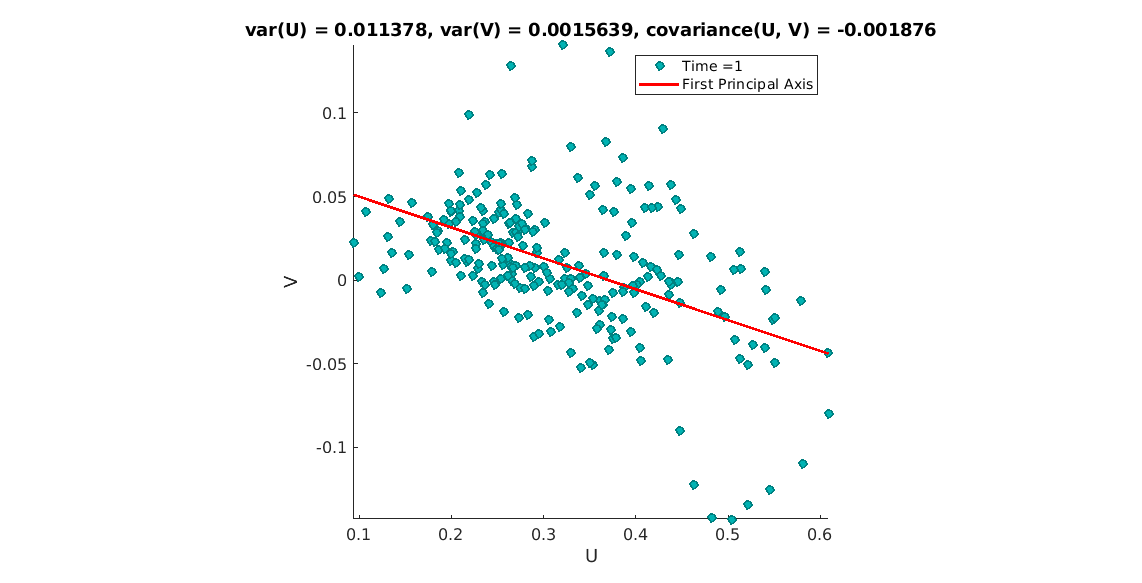 var(U) = 0.011378, var(V) = 0.0015639, covariance(U, V) = -0.001876
Time =1
First Principal Axis
0.1
0.05
0
-0.05
-0.1
V
0.1 0.2 0.3 0.4 0.5 0.6
U